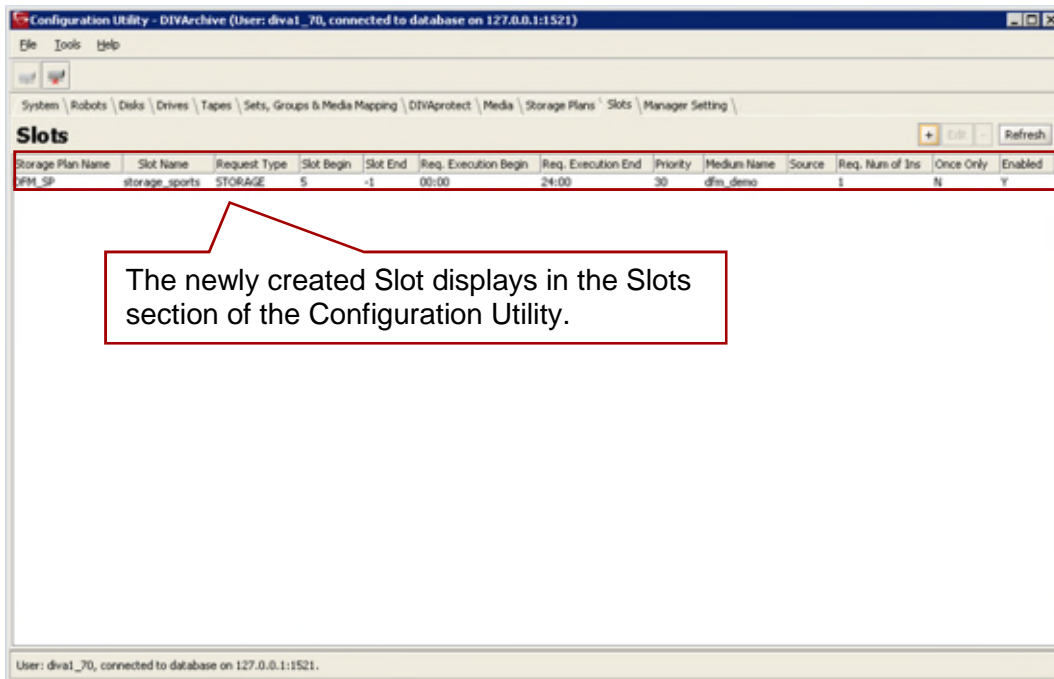 Configuration Utility - DIVArchive (User: diva1_70, connected to database on 127.0.0.1:1521)
File Tools Help
System \ Robots \ Disks \ Drives \ Tapes \ Sets, Groups & Media Mapping \ DIVAprotect \ Media \ Storage Plans \ Slots \ Manager Setting \
Slots + Edit - Refresh
Storage Plan Name Slot Name Request Type Slot Begin Slot End Req. Execution Begin Req. Execution End Priority Medium Name Source Req. Num of Ins Once Only Enabled
DFM_SP storage_sports STORAGE 5 -1 00:00 24:00 30 dfm_demo 1 N Y
The newly created Slot displays in the Slots
section of the Configuration Utility.
User: diva1_70, connected to database on 127.0.0.1:1521.